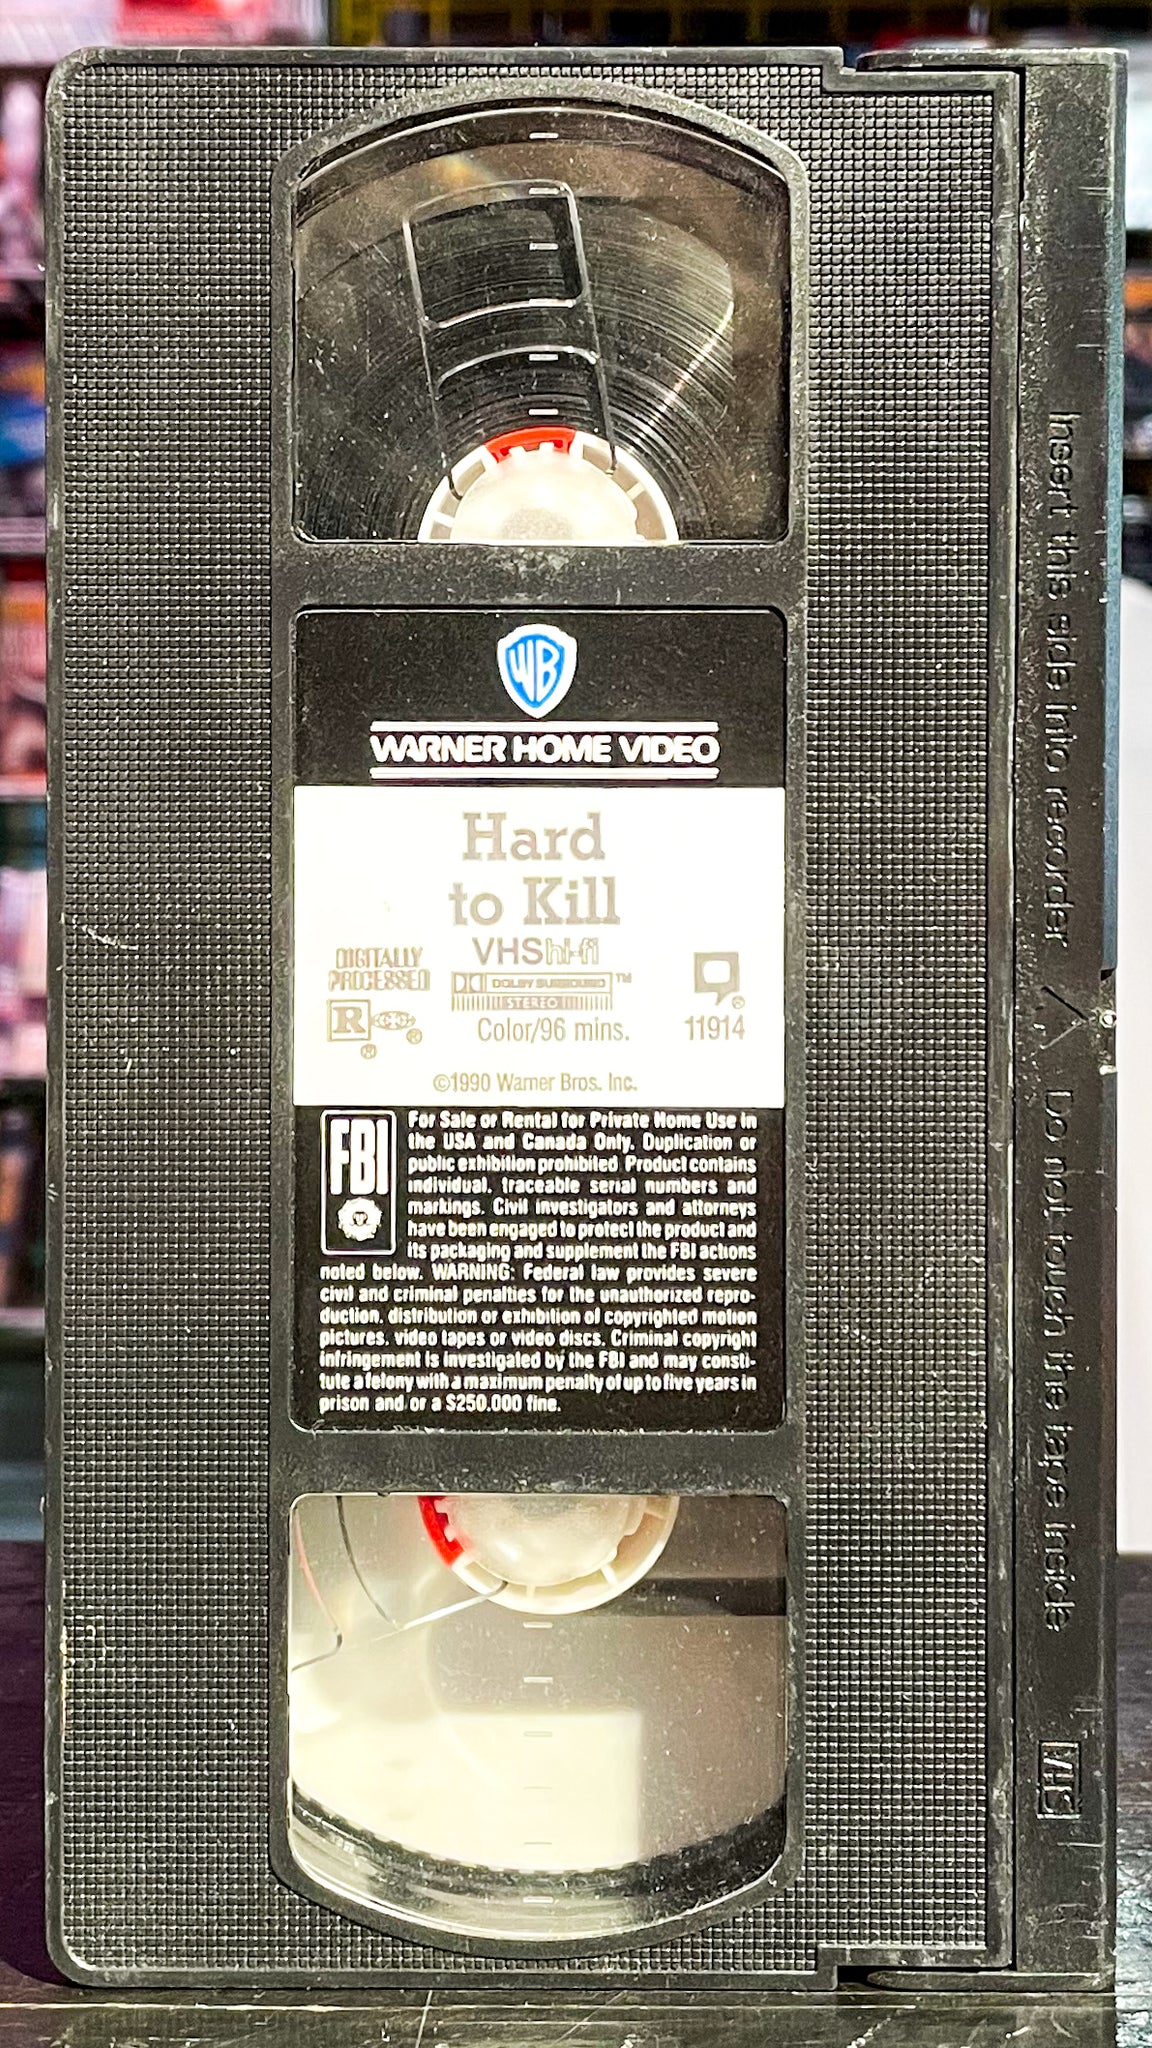 WB
WARNER HOME VIDEO
Hard
to Kill
VHS hi-fi
DIGITALLY
PROCESSED
DOLBY SURROUND™
STEREO
R ®
®
®
Color/96 mins.
11914
©1990 Warner Bros. Inc.
FBI
For Sale or Rental for Private Home Use in
the USA and Canada Only. Duplication or
public exhibition prohibited. Product contains
individual, traceable serial numbers and
markings. Civil investigators and attorneys
have been engaged to protect the product and
its packaging and supplement the FBI actions
noted below. WARNING: Federal law provides severe
civil and criminal penalties for the unauthorized repro-
duction, distribution or exhibition of copyrighted motion
pictures, video tapes or video discs. Criminal copyright
infringement is investigated by the FBI and may consti-
tute a felony with a maximum penalty of up to five years in
prison and or a $250,000 fine.
Insert this side into recorder / Do not touch the tape inside
VHS